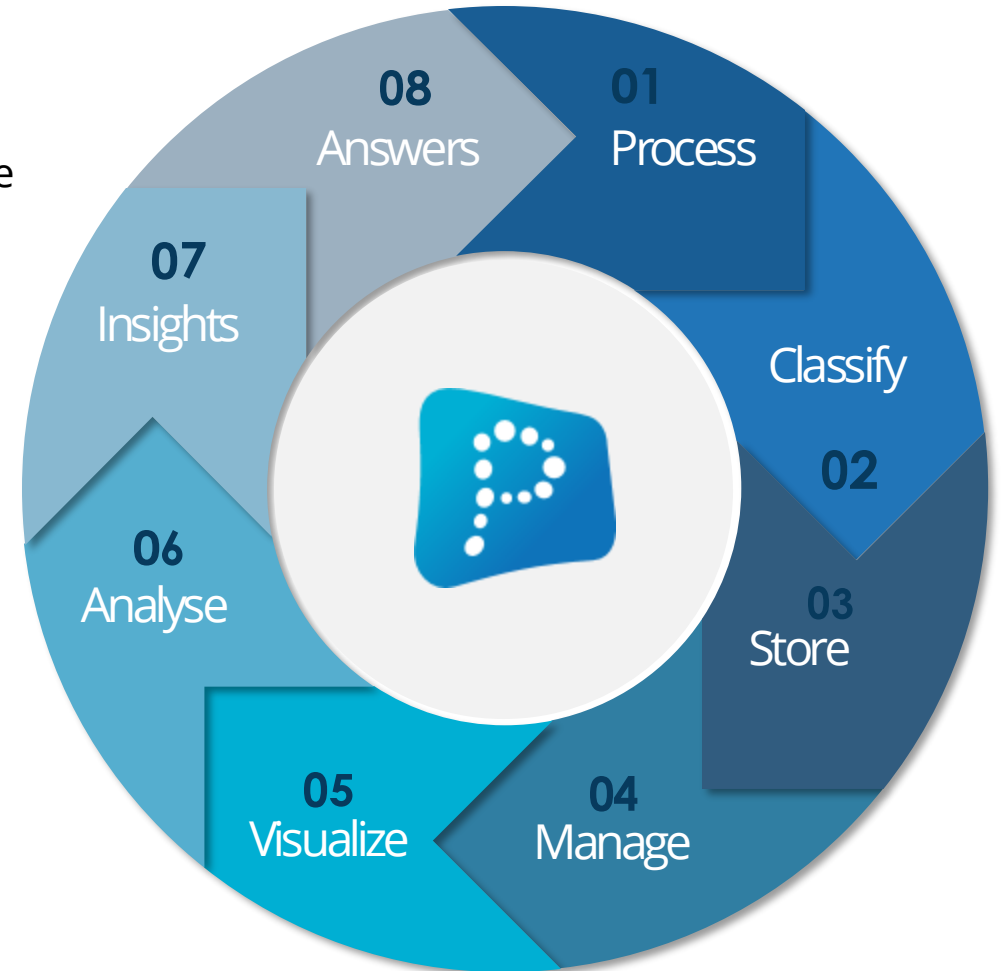 01
Process
Classify
02
03
Store
04
Manage
05
Visualize
06
Analyse
07
Insights
08
Answers
e
P